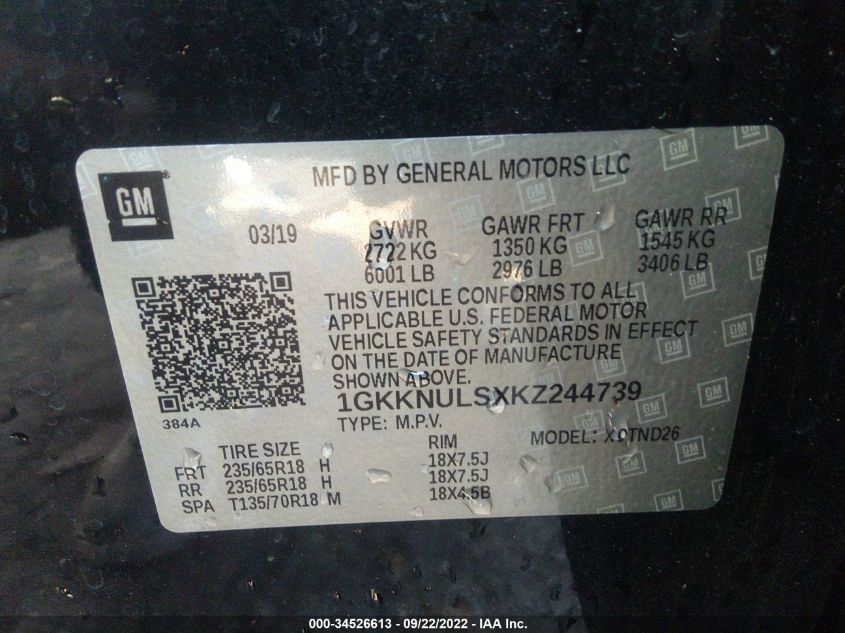 GM
MFD BY GENERAL MOTORS LLC
03/19 GVWR GAWR FRT GAWR RR
2722 KG 1350 KG 1545 KG
6001 LB 2976 LB 3406 LB
THIS VEHICLE CONFORMS TO ALL
APPLICABLE U.S. FEDERAL MOTOR
VEHICLE SAFETY STANDARDS IN EFFECT
ON THE DATE OF MANUFACTURE
SHOWN ABOVE.
384A
1GKKNULSXKZ244739
TYPE: M.P.V. MODEL: X0TND26
TIRE SIZE RIM
FRT 235/65R18 H 18X7.5J
RR 235/65R18 H 18X7.5J
SPA T135/70R18 M 18X4.5B
000-34526613 - 09/22/2022 - IAA Inc.